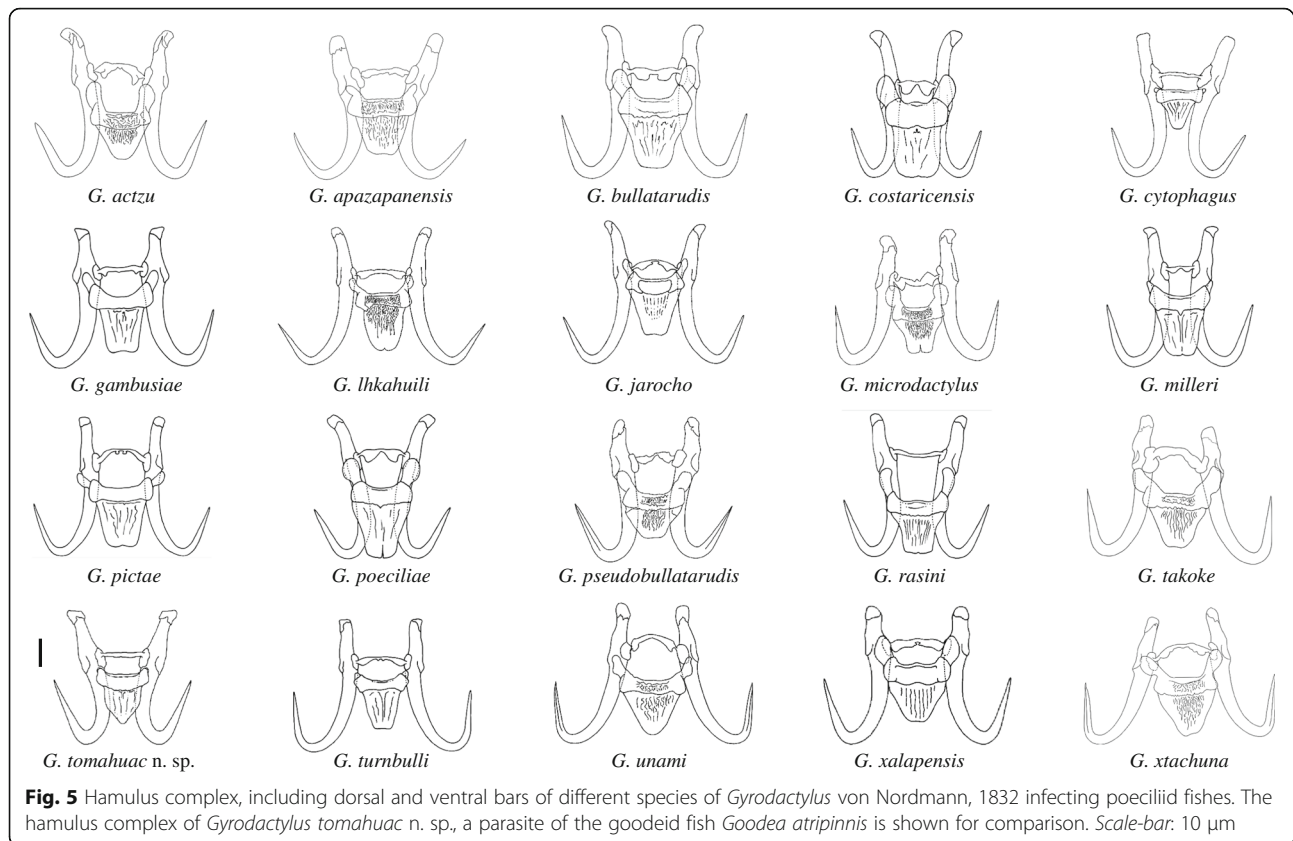 G. actzu G. apazapanensis G. bullatarudis G. costaricensis G. cytophagus
G. gambusiae G. lhkahuili G. jarocho G. microdactylus G. milleri
G. pictae G. poeciliae G. pseudobullatarudis G. rasini G. takoke
G. tomahuac n. sp. G. turnbulli G. unami G. xalapensis G. xtachuna
Fig. 5 Hamulus complex, including dorsal and ventral bars of different species of Gyrodactylus von Nordmann, 1832 infecting poeciliid fishes. The
hamulus complex of Gyrodactylus tomahuac n. sp., a parasite of the goodeid fish Goodea atripinnis is shown for comparison. Scale-bar: 10 μm